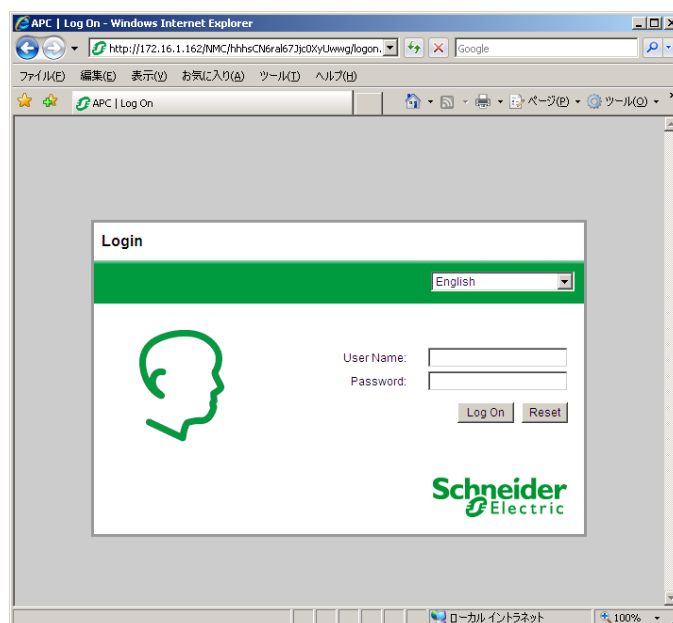 APC | Log On - Windows Internet Explorer
http://172.16.1.162/NMC/hhhsCN6ral67Jjc0XyUwwg/logon.
Google
ファイル(F) 編集(E) 表示(V) お気に入り(A) ツール(T) ヘルプ(H)
APC | Log On
ページ(P) ツール(O)
Login
English
User Name:
Password:
Log On Reset
Schneider
Electric
ローカル イントラネット
100%